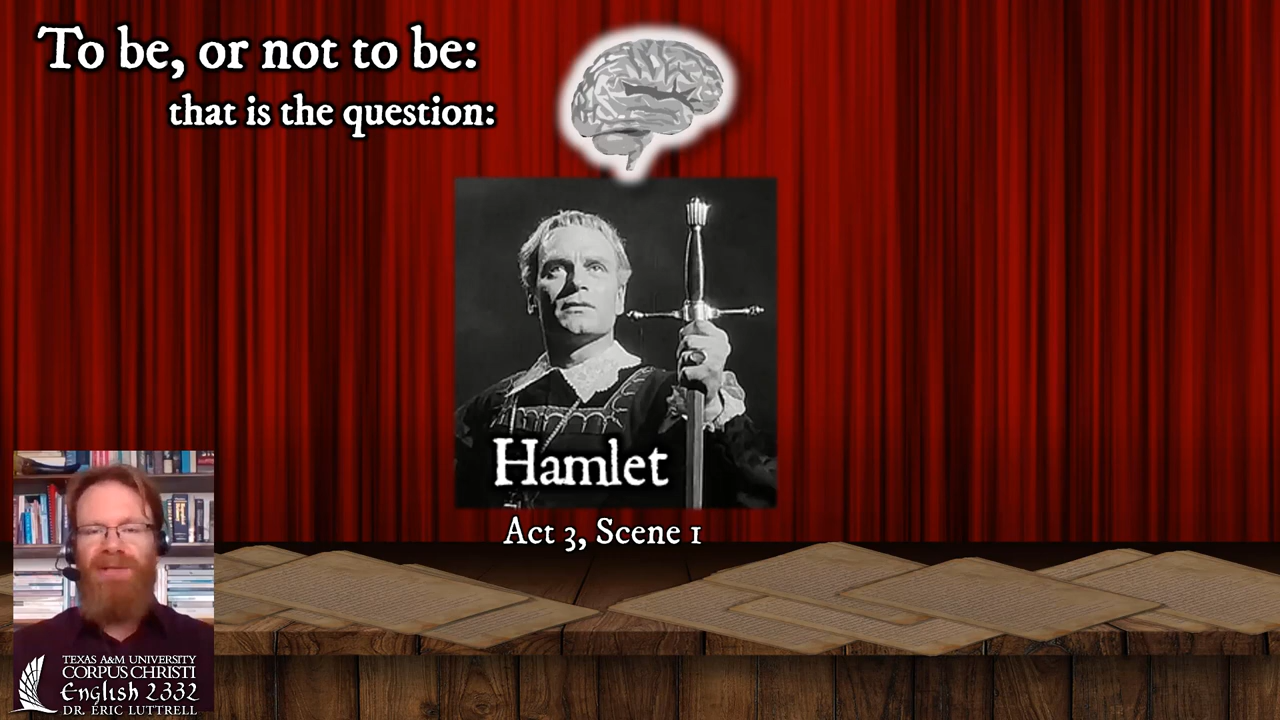 To be, or not to be:
that is the question:
Hamlet
Act 3, Scene 1
TEXAS A&M UNIVERSITY
CORPUS CHRISTI
English 2332
DR. ERIC LUTTRELL